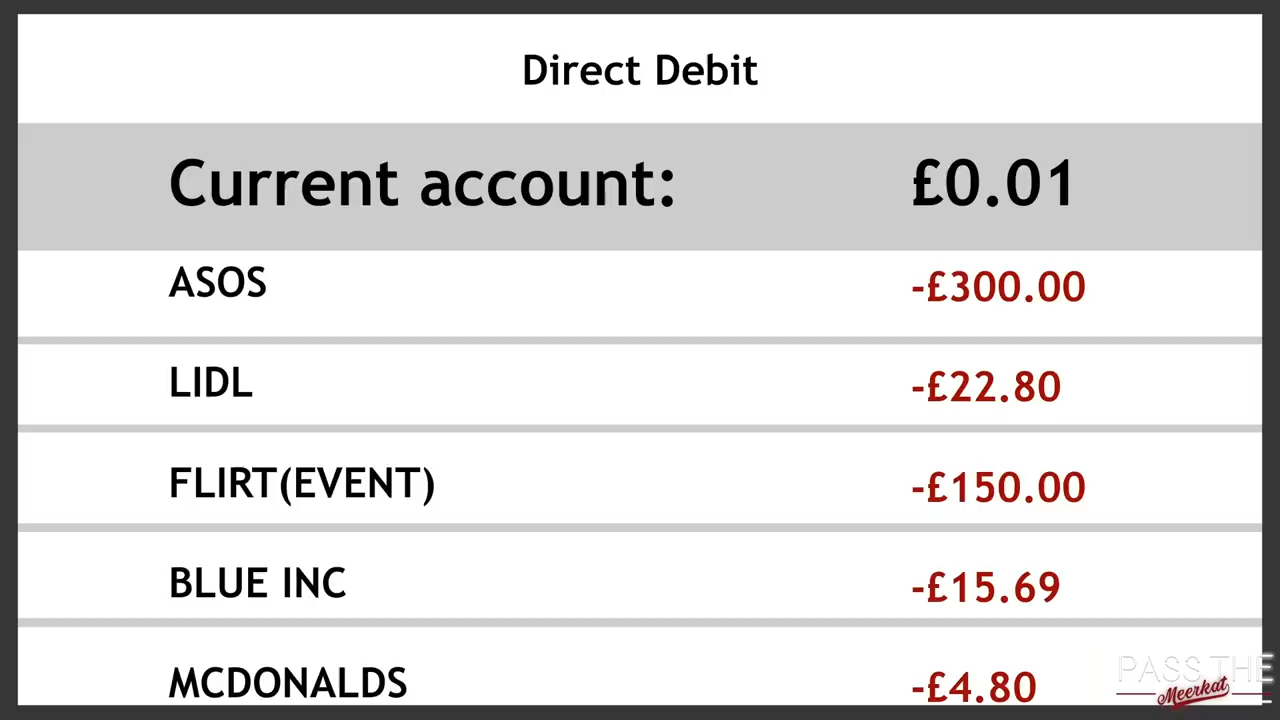 Direct Debit
Current account: £0.01
ASOS -£300.00
LIDL -£22.80
FLIRT(EVENT) -£150.00
BLUE INC -£15.69
MCDONALDS -£4.80
PASS THE
Meerkat